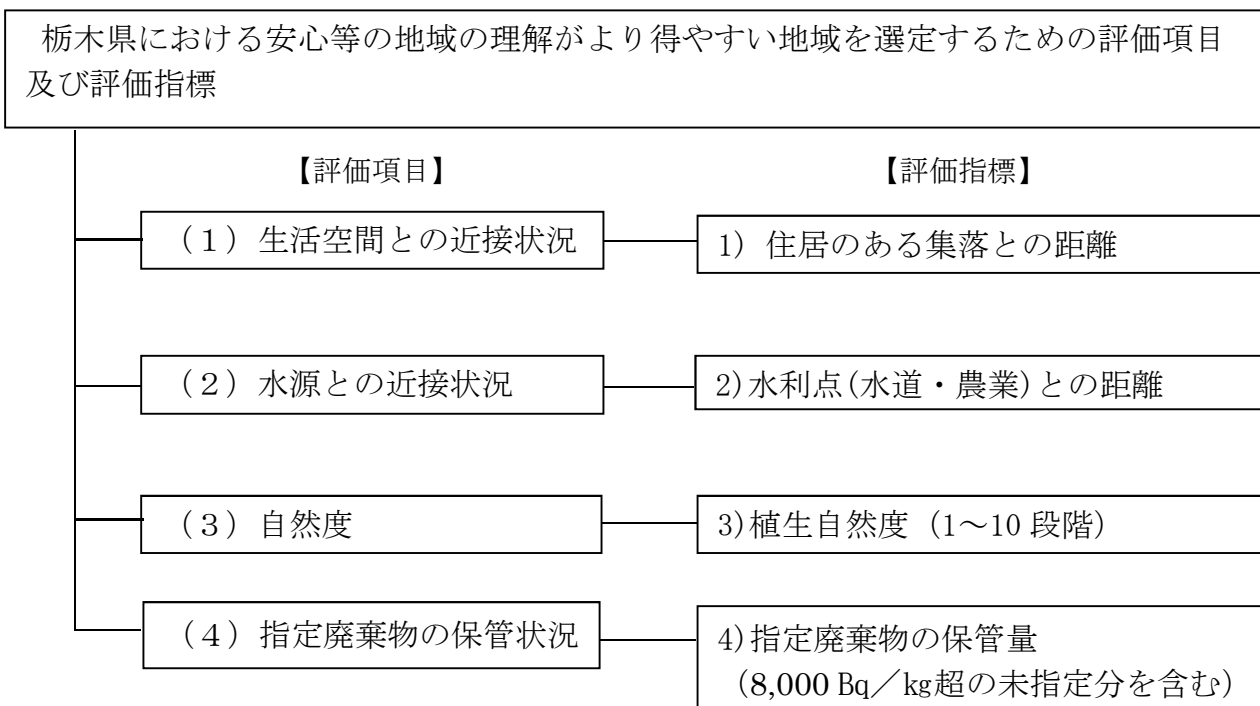 栃木県における安心等の地域の理解がより得やすい地域を選定するための評価項目
及び評価指標
【評価項目】 【評価指標】
（１）生活空間との近接状況 1) 住居のある集落との距離
（２）水源との近接状況 2)水利点(水道・農業)との距離
（３）自然度 3)植生自然度（1～10 段階）
（４）指定廃棄物の保管状況 4)指定廃棄物の保管量
（8,000 Bq／㎏超の未指定分を含む）